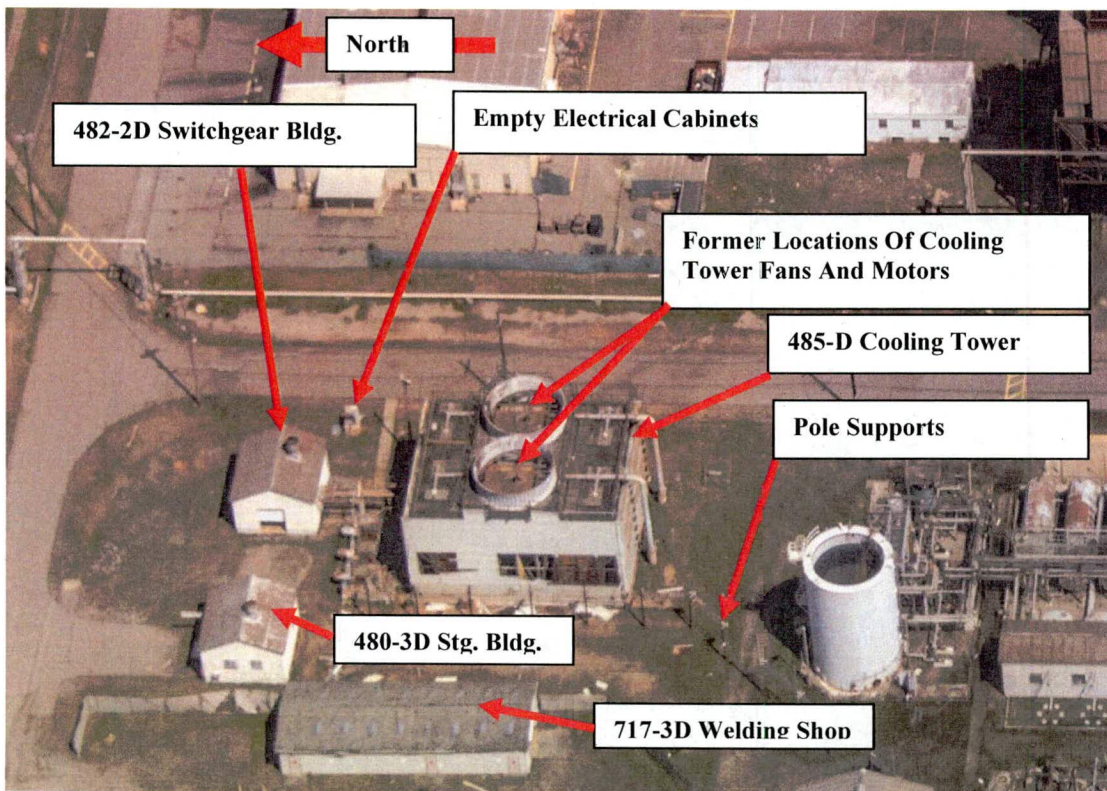 North
482-2D Switchgear Bldg.
Empty Electrical Cabinets
Former Locations Of Cooling
Tower Fans And Motors
485-D Cooling Tower
Pole Supports
480-3D Stg. Bldg.
717-3D Welding Shop